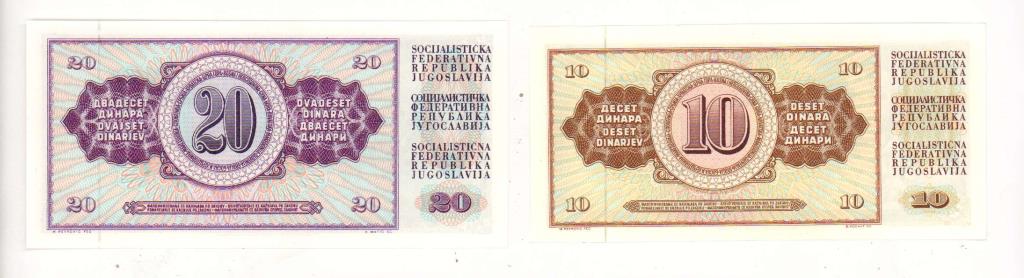 20
20
ДВАДЕСЕТ
ДИНАРА
DVAJSET
DINARJEV
20
DVADESET
DINARA
ДВАЕСЕТ
ДИНАРИ
20
20
SOCIJALISTIČKA
FEDERATIVNA
REPUBLIKA
JUGOSLAVIJA
СОЦИЈАЛИСТИЧКА
ФЕДЕРАТИВНА
РЕПУБЛИКА
ЈУГОСЛАВИЈА
SOCIALISTIČNA
FEDERATIVNA
REPUBLIKA
JUGOSLAVIJA
20
10
10
ДЕСЕТ
ДИНАРА
DESET
DINARJEV
10
DESET
DINARA
ДЕСЕТ
ДИНАРИ
10
10
SOCIJALISTIČKA
FEDERATIVNA
REPUBLIKA
JUGOSLAVIJA
СОЦИЈАЛИСТИЧКА
ФЕДЕРАТИВНА
РЕПУБЛИКА
ЈУГОСЛАВИЈА
SOCIALISTIČNA
FEDERATIVNA
REPUBLIKA
JUGOSLAVIJA
10